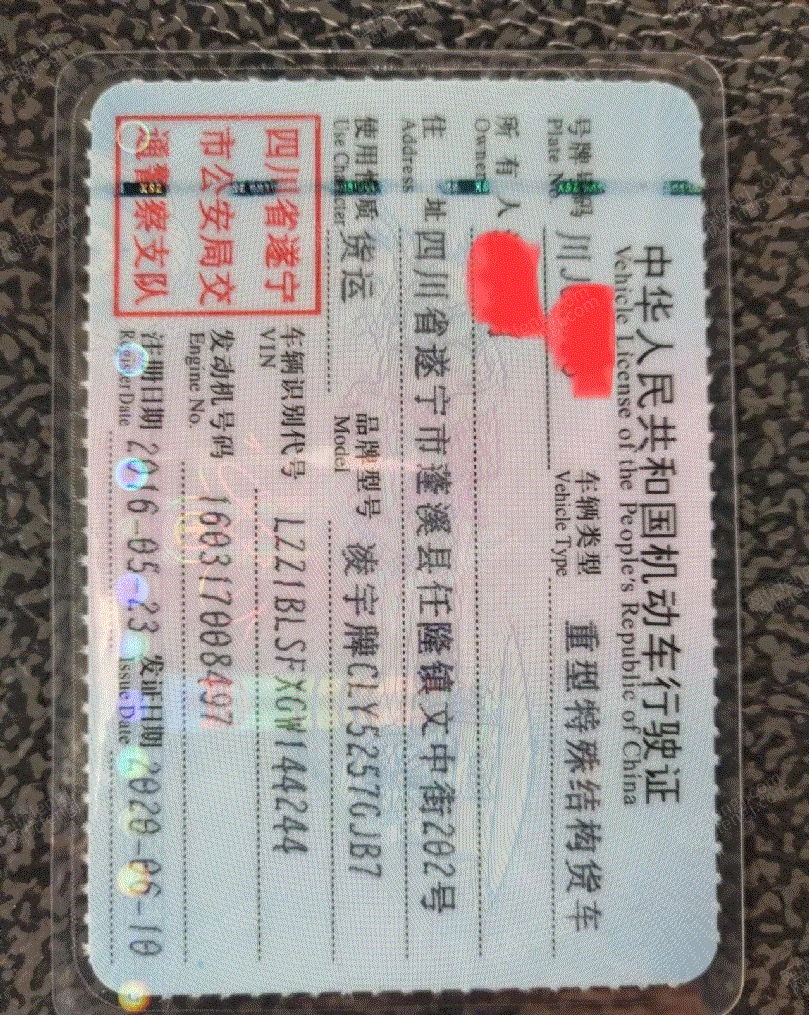 中华人民共和国机动车行驶证
Vehicle License of the People's Republic of China
号牌号码 川J 车辆类型 重型特殊结构货车
Plate No. Vehicle Type
所有人
Owner
住址 四川省遂宁市蓬溪县任隆镇文中街202号
Address
使用性质 货运 品牌型号 凌宇牌CLY5257GJB7
Use Character Model
四川省遂宁
市公安局交
通警察支队
车辆识别代号 LZZ1BLSFXGW144244
VIN
发动机号码 160317008497
Engine No.
注册日期 2016-05-23 发证日期 2020-06-10
Register Date Issue Date